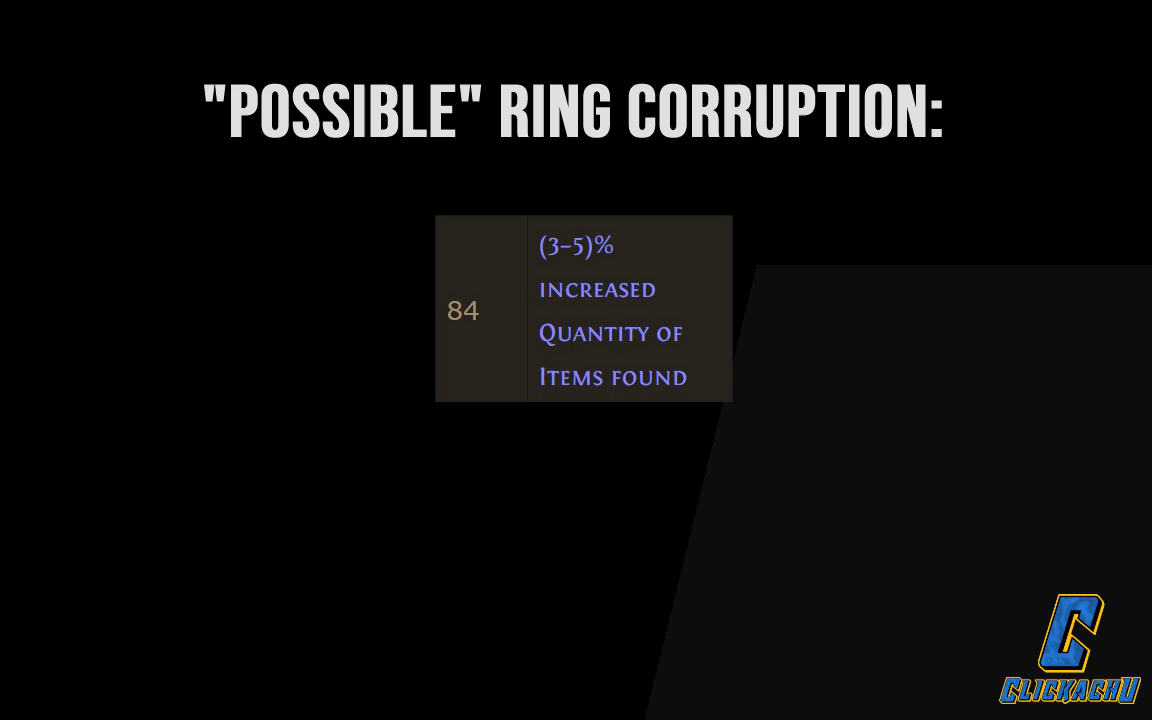 "POSSIBLE" RING CORRUPTION:
84
(3–5)%
INCREASED
QUANTITY OF
ITEMS FOUND
CLICKACHU